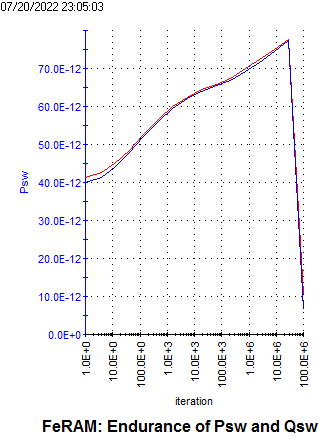 07/20/2022 23:05:03
70.0E-12
60.0E-12
50.0E-12
40.0E-12
30.0E-12
20.0E-12
10.0E-12
0.0E+0
Psw
1.0E+0
10.0E+0
100.0E+0
1.0E+3
10.0E+3
100.0E+3
1.0E+6
10.0E+6
100.0E+6
iteration
FeRAM: Endurance of Psw and Qsw